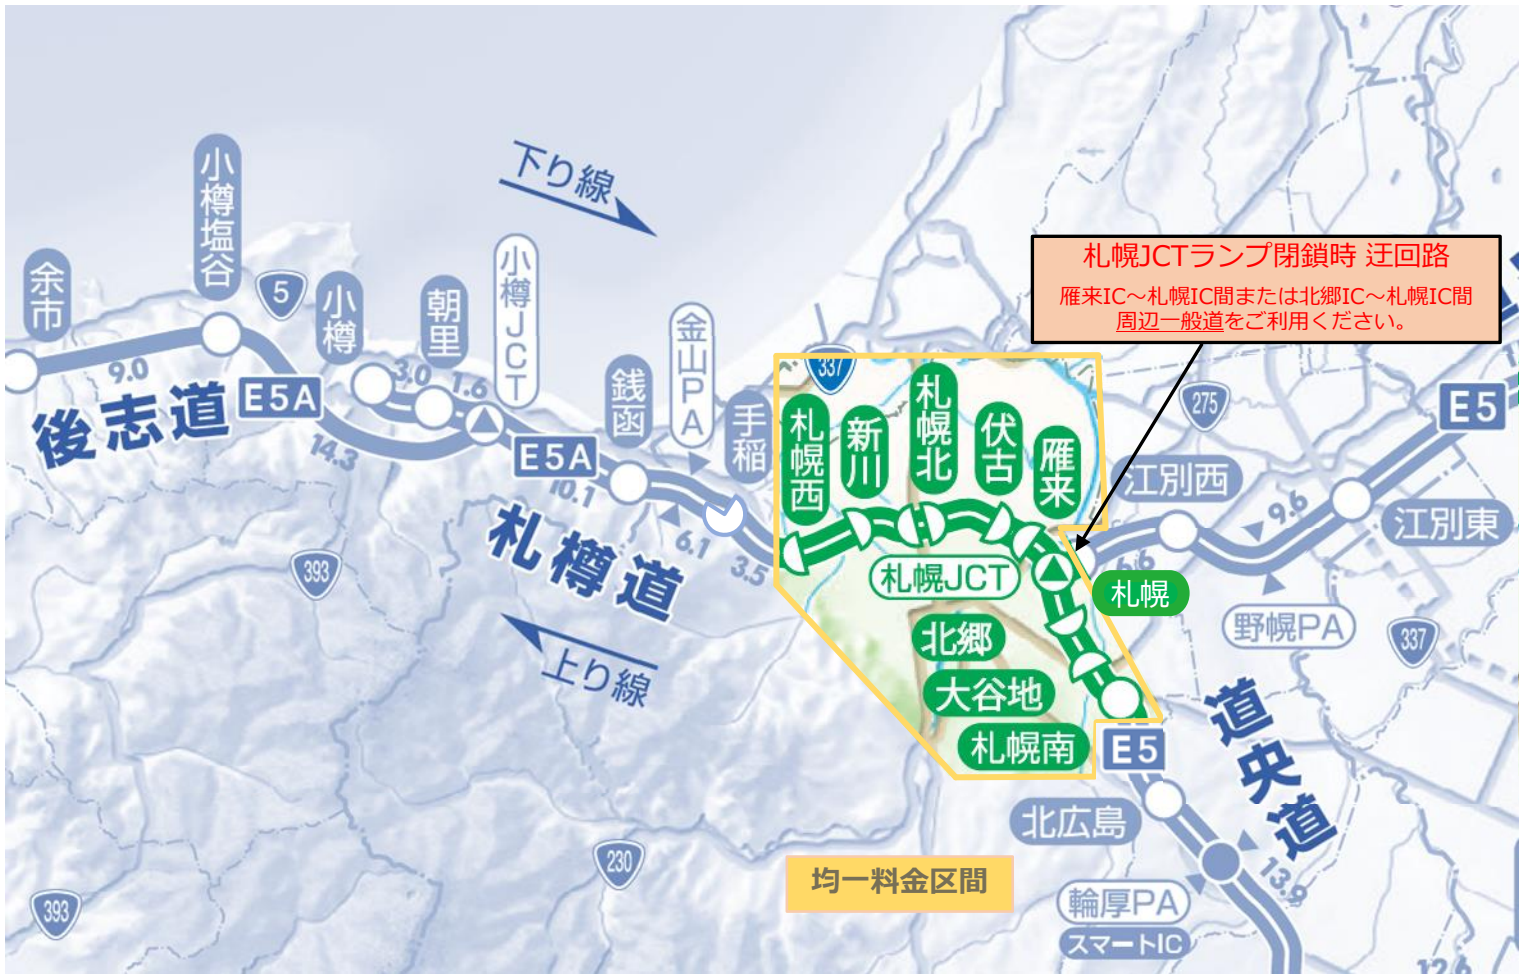 下り線
小樽塩谷
余市
5
小樽
朝里
小樽JCT
金山PA
銭函
手稲
9.0
後志道
E5A
3.0
1.6
14.3
E5A
10.1
札樽道
6.1
3.5
393
上り線
札幌JCTランプ閉鎖時 迂回路
雁来IC～札幌IC間または北郷IC～札幌IC間
周辺一般道をご利用ください。
337
札幌西
新川
札幌北
伏古
雁来
275
E5
江別西
江別東
9.6
6.6
札幌JCT
札幌
野幌PA
337
北郷
大谷地
札幌南
E5
道央道
北広島
230
均一料金区間
13.9
輪厚PA
スマートIC
393
12.6